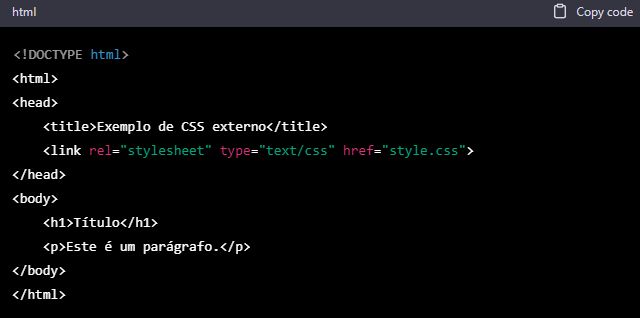 html Copy code
<!DOCTYPE html>
<html>
<head>
    <title>Exemplo de CSS externo</title>
    <link rel="stylesheet" type="text/css" href="style.css">
</head>
<body>
    <h1>Título</h1>
    <p>Este é um parágrafo.</p>
</body>
</html>